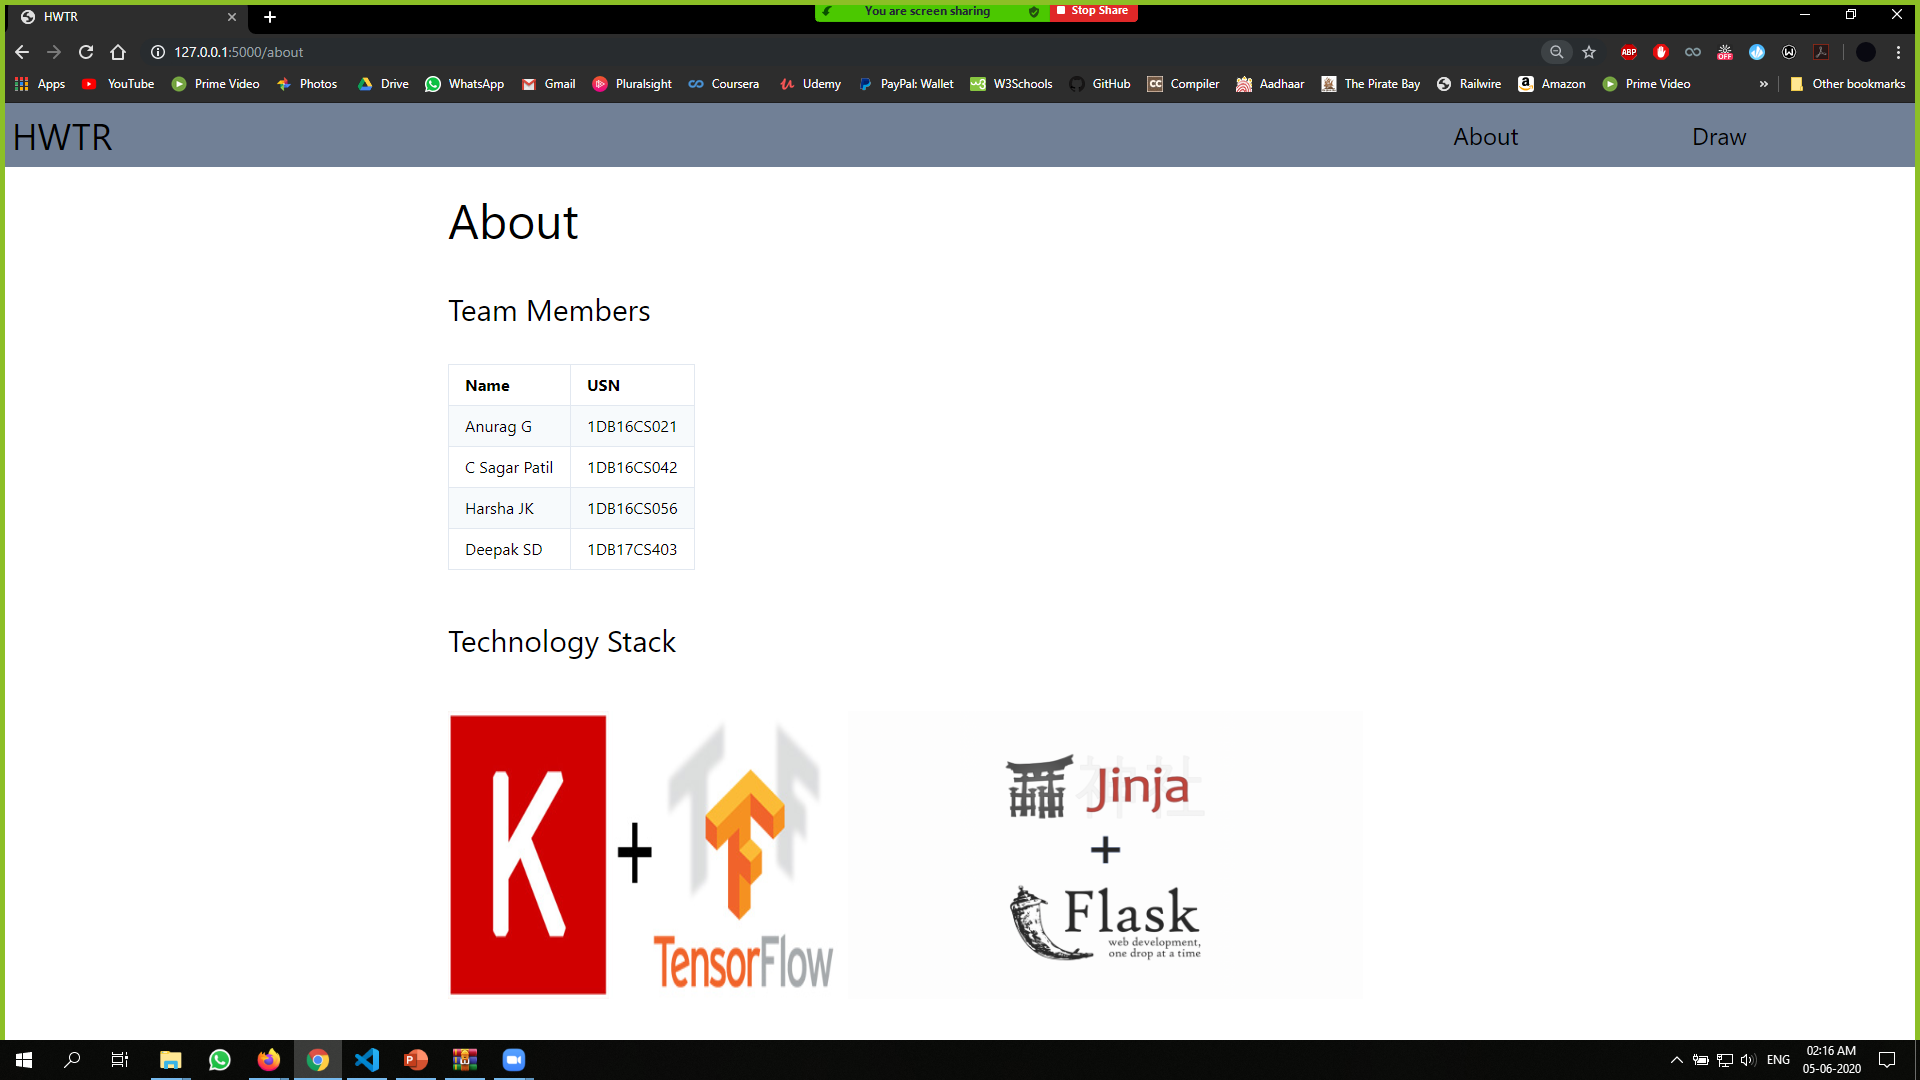 HWTR
You are screen sharing
Stop Share
127.0.0.1:5000/about
ABP
OFF
Apps YouTube Prime Video Photos Drive WhatsApp Gmail Pluralsight Coursera Udemy PayPal: Wallet W3Schools GitHub Compiler Aadhaar The Pirate Bay Railwire Amazon Prime Video » Other bookmarks
HWTR About Draw
About
Team Members
Name USN
Anurag G 1DB16CS021
C Sagar Patil 1DB16CS042
Harsha JK 1DB16CS056
Deepak SD 1DB17CS403
Technology Stack
K + TensorFlow
神社
Jinja
+
Flask
web development,
one drop at a time
ENG
02:16 AM
05-06-2020